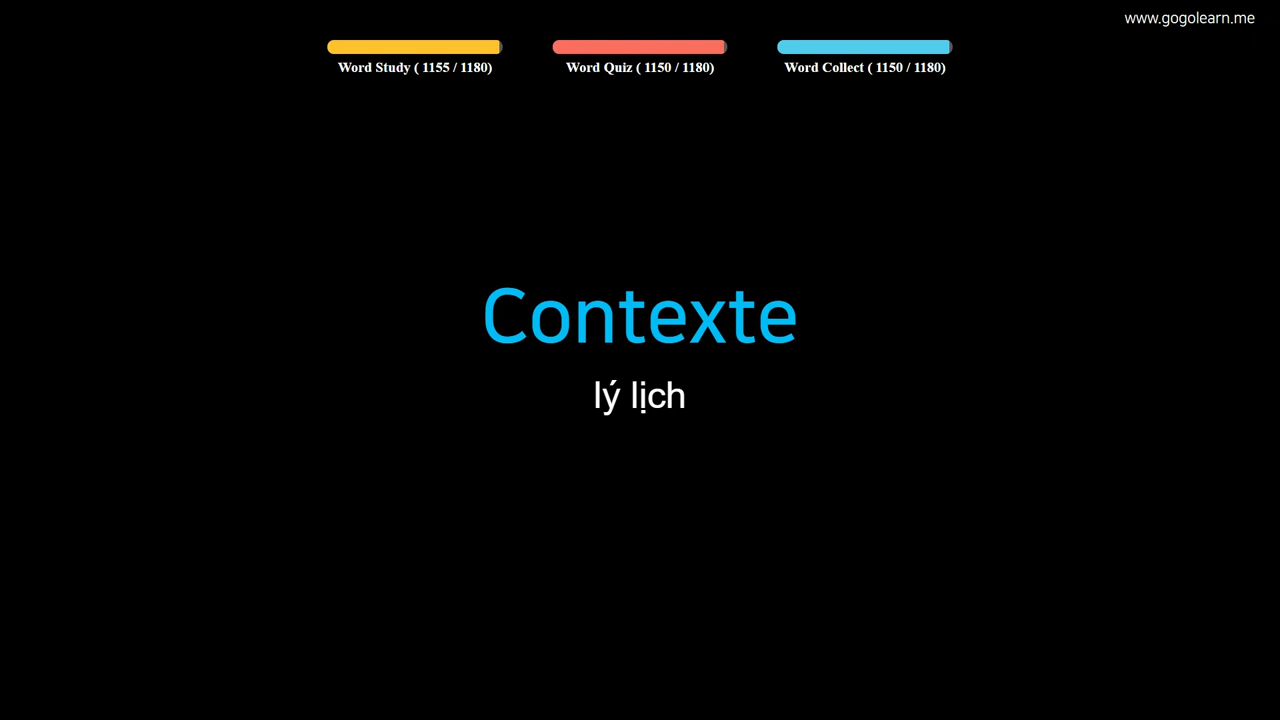 www.gogolearn.me
Word Study ( 1155 / 1180)
Word Quiz ( 1150 / 1180)
Word Collect ( 1150 / 1180)
Contexte
lý lịch